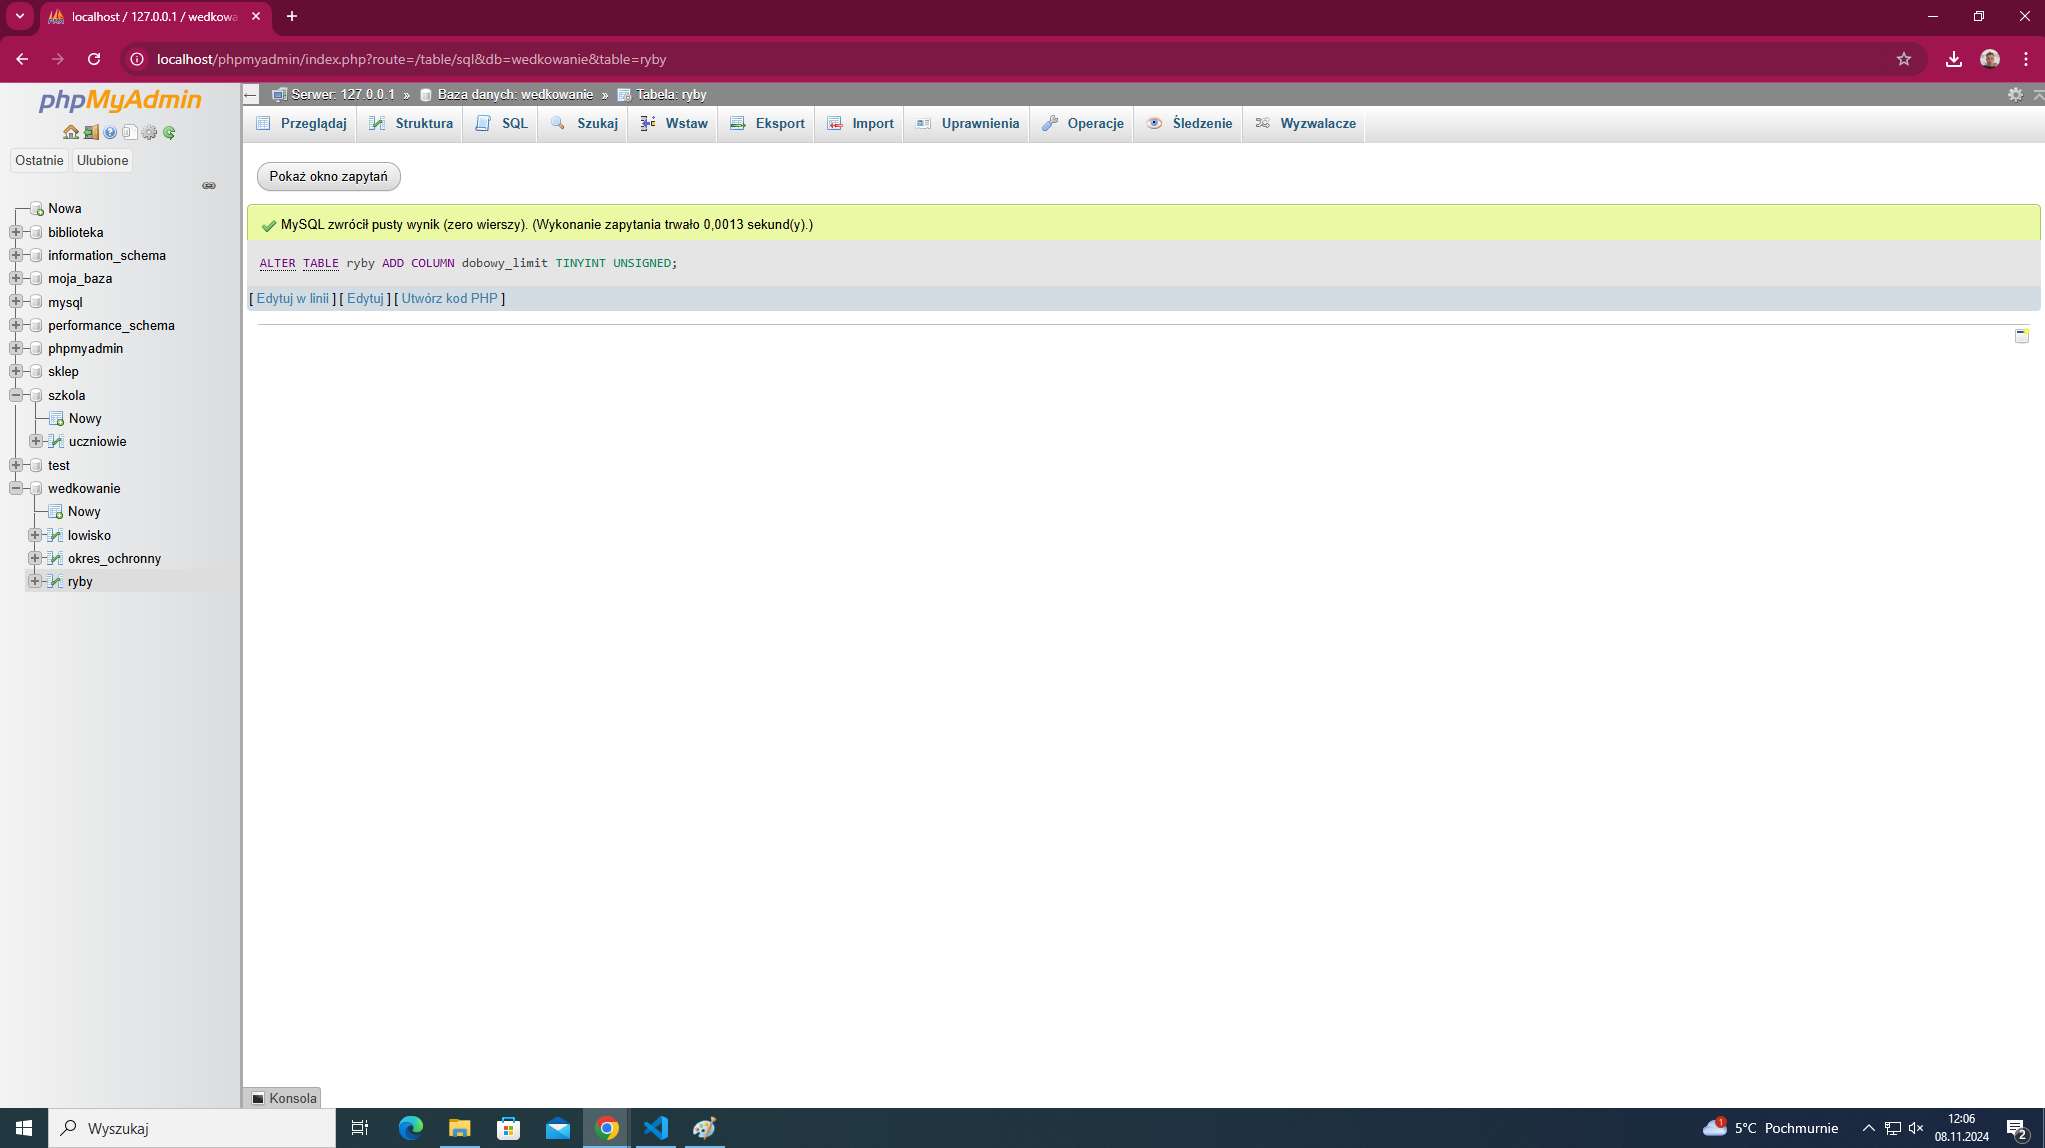 localhost / 127.0.0.1 / wedkowa
localhost/phpmyadmin/index.php?route=/table/sql&db=wedkowanie&table=ryby
phpMyAdmin
Ostatnie Ulubione
Nowa
biblioteka
information_schema
moja_baza
mysql
performance_schema
phpmyadmin
sklep
szkola
Nowy
uczniowie
test
wedkowanie
Nowy
lowisko
okres_ochronny
ryby
Serwer: 127.0.0.1 » Baza danych: wedkowanie » Tabela: ryby
Przeglądaj Struktura SQL Szukaj Wstaw Eksport Import Uprawnienia Operacje Śledzenie Wyzwalacze
Pokaż okno zapytań
MySQL zwrócił pusty wynik (zero wierszy). (Wykonanie zapytania trwało 0,0013 sekund(y).)
ALTER TABLE ryby ADD COLUMN dobowy_limit TINYINT UNSIGNED;
[ Edytuj w linii ] [ Edytuj ] [ Utwórz kod PHP ]
Konsola
Wyszukaj
1
5°C Pochmurnie
12:06
08.11.2024
2